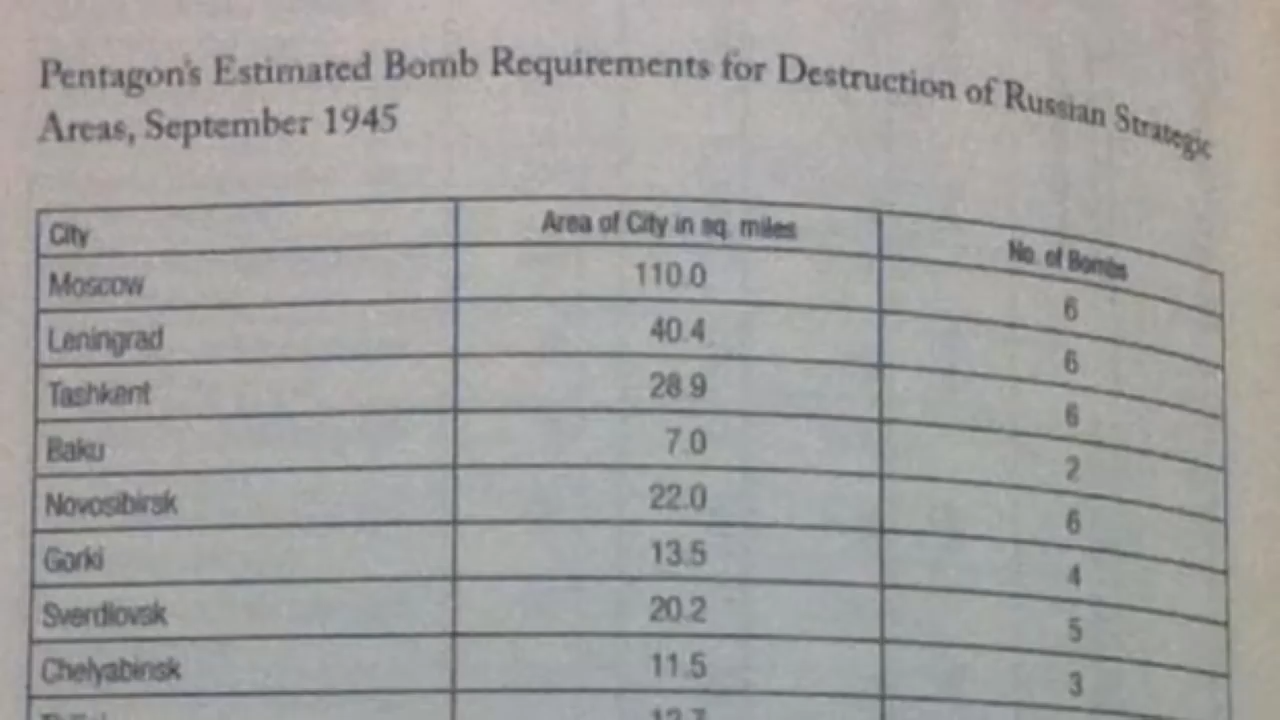 Pentagon's Estimated Bomb Requirements for Destruction of Russian Strategic
Areas, September 1945
City Area of City in sq. miles No. of Bombs
Moscow 110.0 6
Leningrad 40.4 6
Tashkent 28.9 6
Baku 7.0 2
Novosibirsk 22.0 6
Gorki 13.5 4
Sverdlovsk 20.2 5
Chelyabinsk 11.5 3